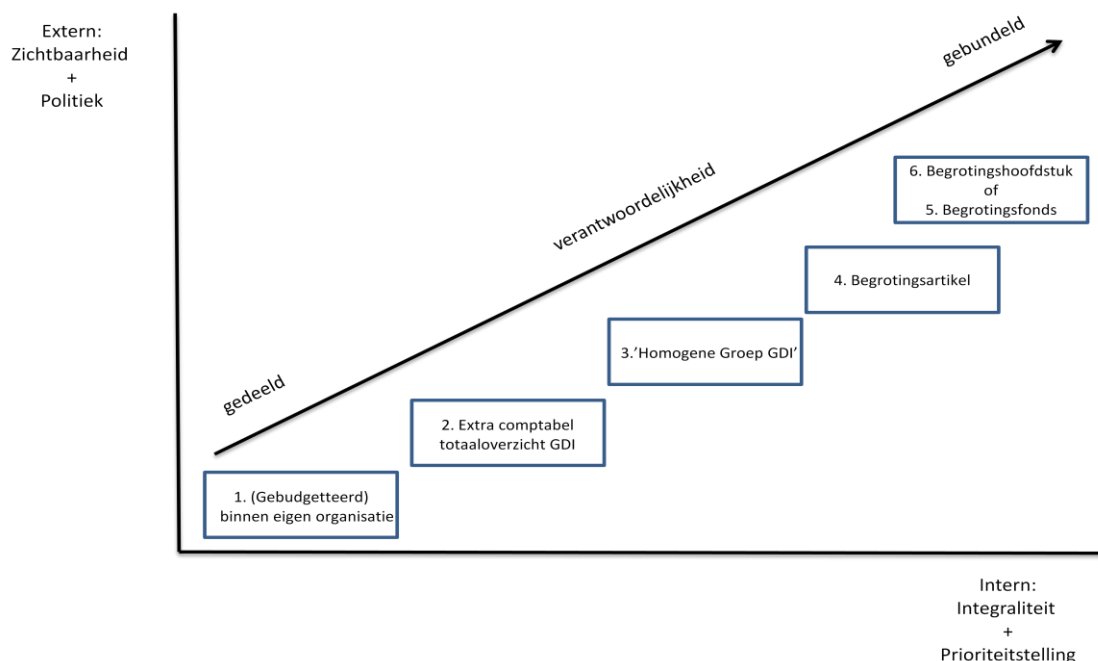 Extern:
Zichtbaarheid
+
Politiek
gedeeld
verantwoordelijkheid
gebundeld
6. Begrotingshoofdstuk
of
5. Begrotingsfonds
4. Begrotingsartikel
3.’Homogene Groep GDI’
2. Extra comptabel
totaaloverzicht GDI
1. (Gebudgetteerd)
binnen eigen organisatie
Intern:
Integraliteit
+
Prioriteitstelling